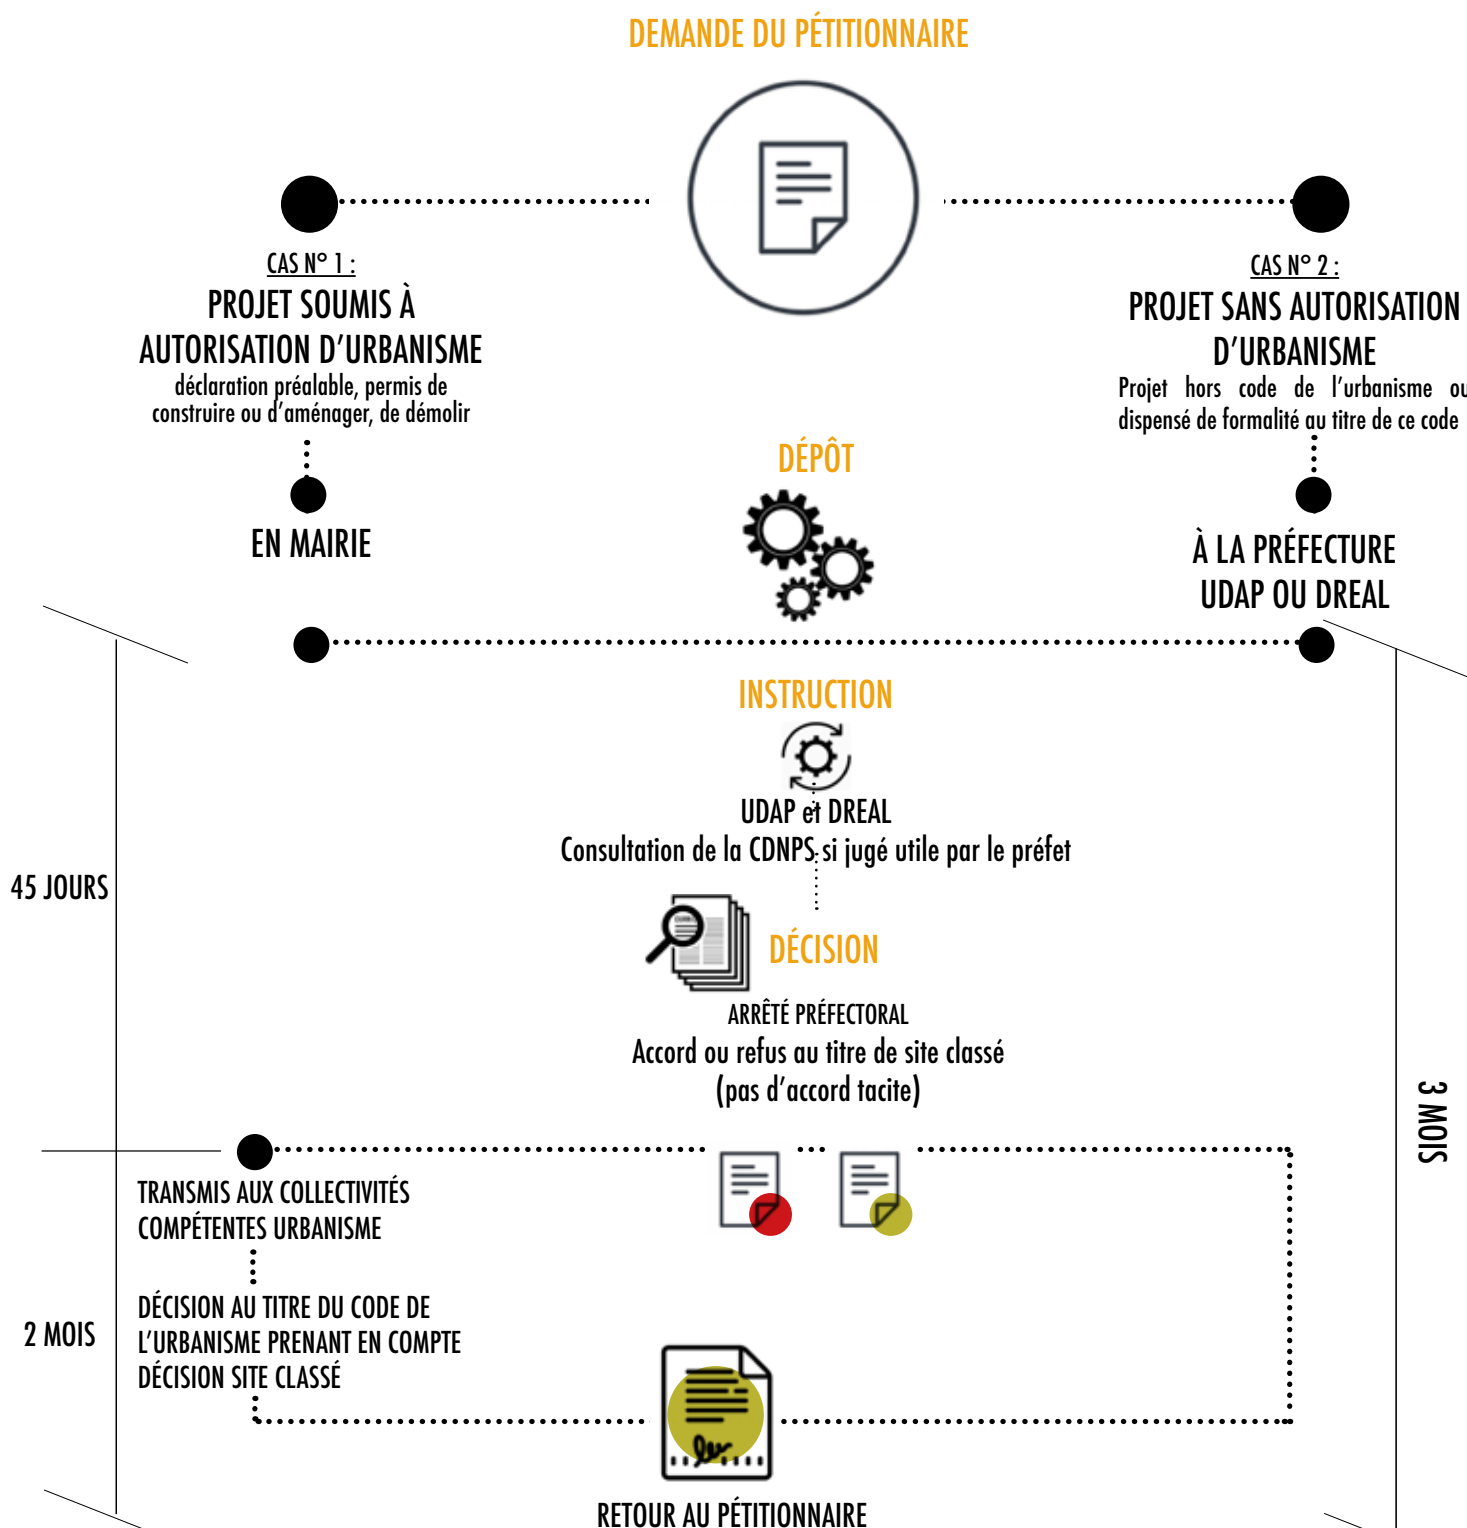 DEMANDE DU PÉTITIONNAIRE
CAS N° 1 :
PROJET SOUMIS À
AUTORISATION D'URBANISME
déclaration préalable, permis de
construire ou d'aménager, de démolir
CAS N° 2 :
PROJET SANS AUTORISATION
D'URBANISME
Projet hors code de l'urbanisme ou
dispensé de formalité au titre de ce code
DÉPÔT
EN MAIRIE
À LA PRÉFECTURE
UDAP OU DREAL
INSTRUCTION
UDAP et DREAL
Consultation de la CDNPS si jugé utile par le préfet
45 JOURS
DÉCISION
ARRÊTÉ PRÉFECTORAL
Accord ou refus au titre de site classé
(pas d'accord tacite)
3 MOIS
TRANSMIS AUX COLLECTIVITÉS
COMPÉTENTES URBANISME
2 MOIS
DÉCISION AU TITRE DU CODE DE
L'URBANISME PRENANT EN COMPTE
DÉCISION SITE CLASSÉ
RETOUR AU PÉTITIONNAIRE